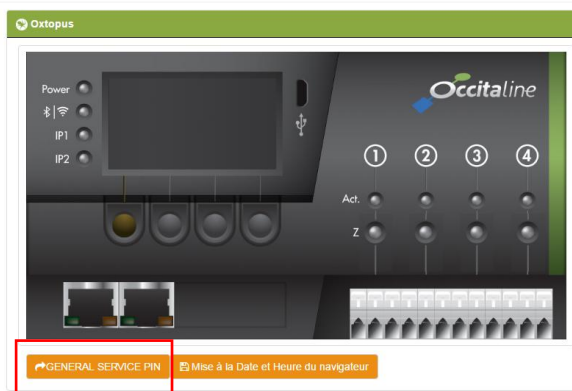 Oxtopus
Occitaline
Power
IP1
IP2
1 2 3 4
Act.
Z
GENERAL SERVICE PIN
Mise à la Date et Heure du navigateur